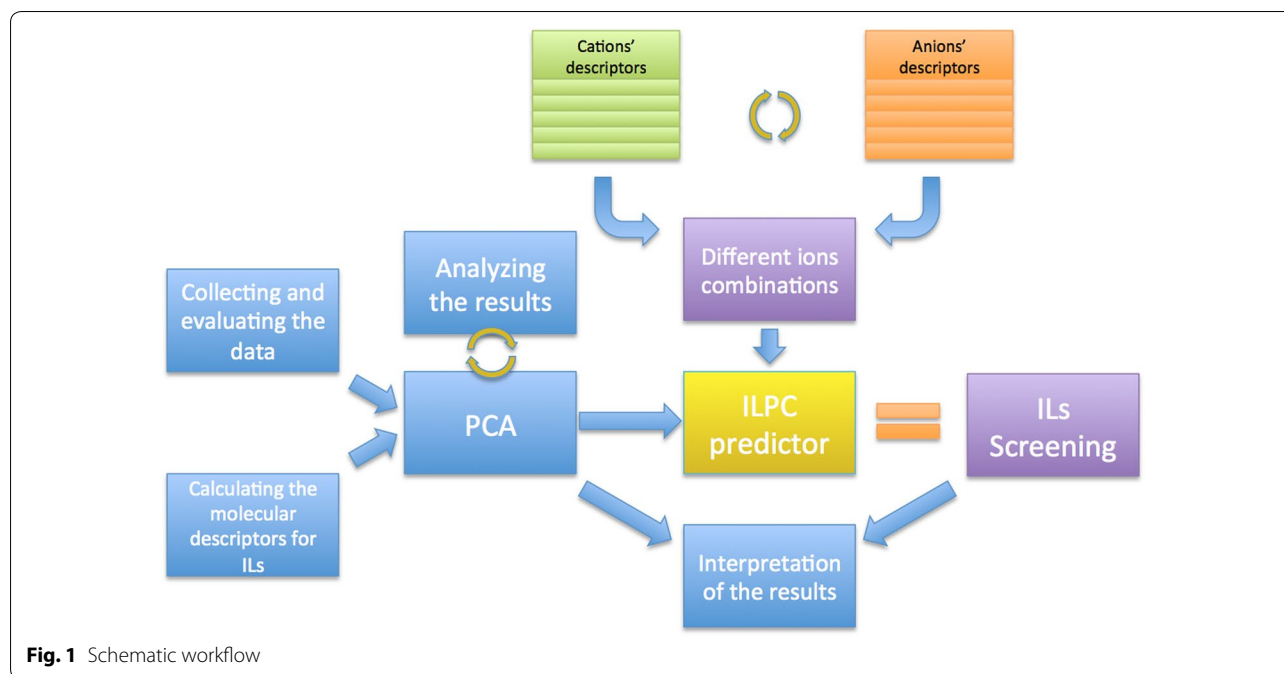 Cations’
descriptors
Anions’
descriptors
Different ions
combinations
Analyzing
the results
Collecting and
evaluating the
data
PCA
ILPC
predictor
ILs
Screening
Calculating the
molecular
descriptors for
ILs
Interpretation
of the results
Fig. 1 Schematic workflow